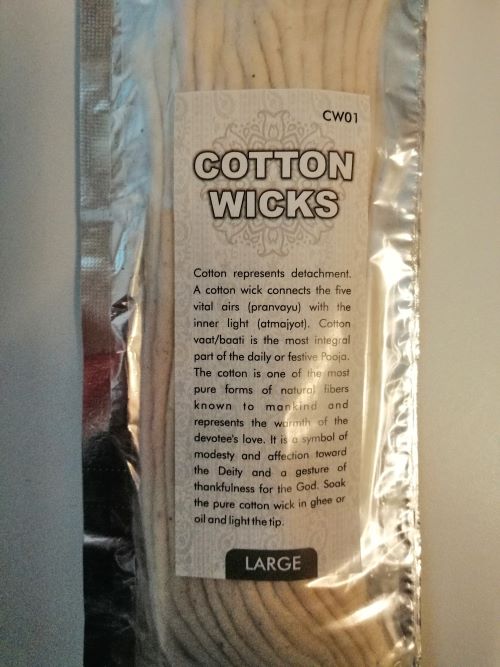 CW01
COTTON
WICKS
Cotton represents detachment.
A cotton wick connects the five
vital airs (pranvayu) with the
inner light (atmajyot). Cotton
vaat/baati is the most integral
part of the daily or festive Pooja.
The cotton is one of the most
pure forms of natural fibers
known to mankind and
represents the warmth of the
devotee's love. It is a symbol of
modesty and affection toward
the Deity and a gesture of
thankfulness for the God. Soak
the pure cotton wick in ghee or
oil and light the tip.
LARGE